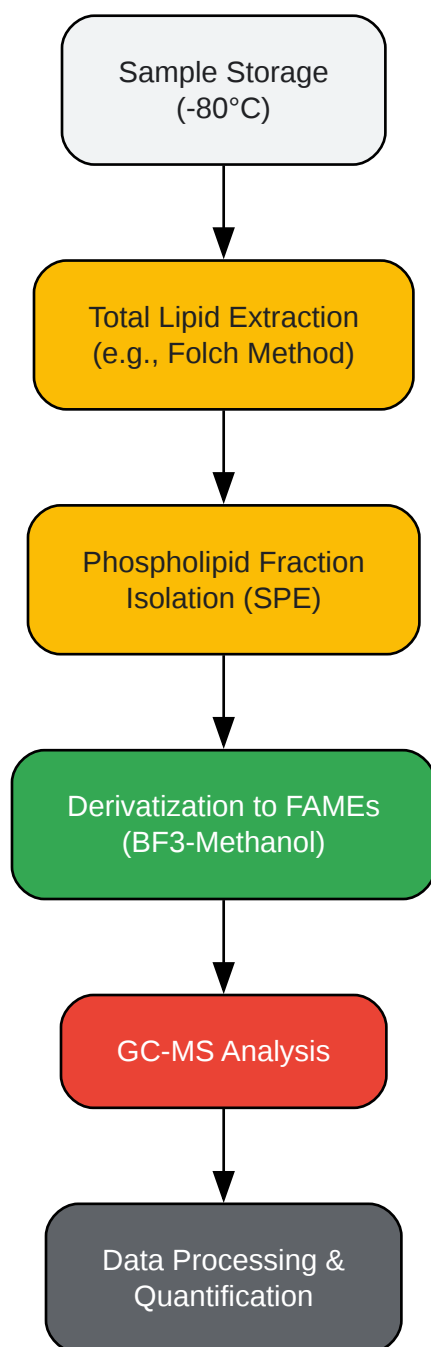 Sample Storage
(-80°C)
Total Lipid Extraction
(e.g., Folch Method)
Phospholipid Fraction
Isolation (SPE)
Derivatization to FAMEs
(BF3-Methanol)
GC-MS Analysis
Data Processing &
Quantification